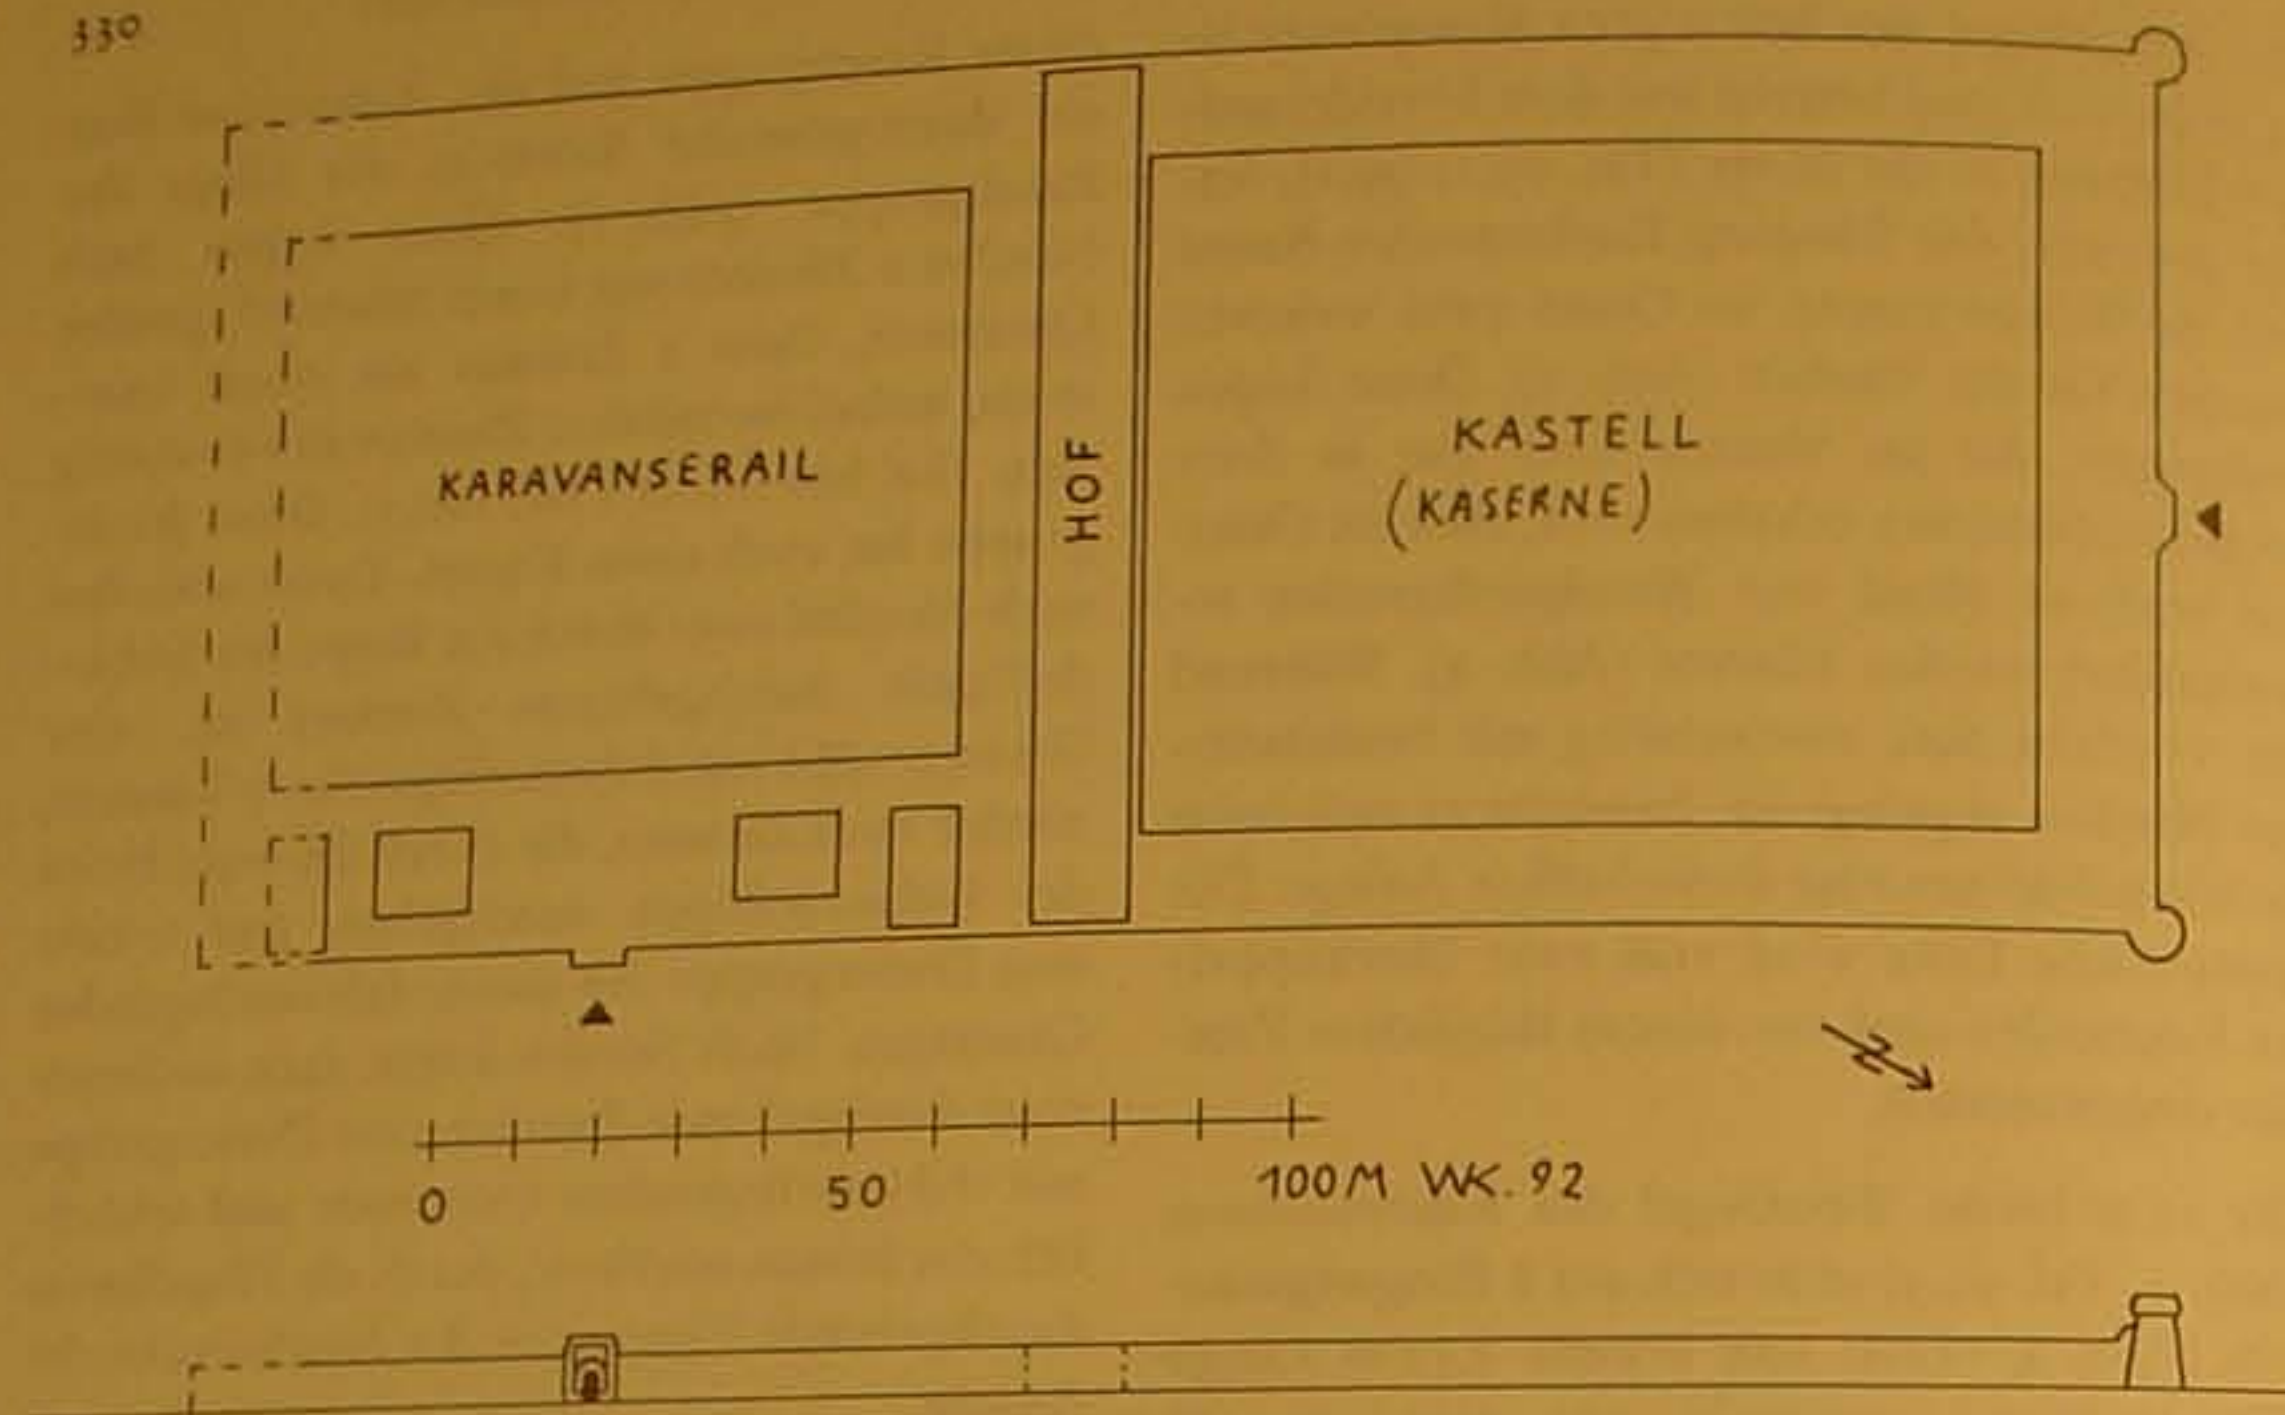 330
KARAVANSERAIL
HOF
KASTELL
(KASERNE)
0 50 100M WK.92